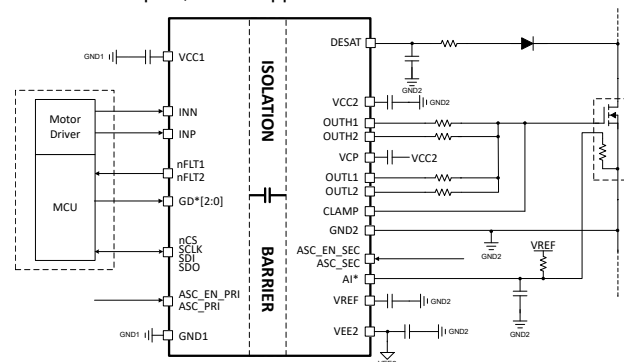 DESAT
GND1
VCC1
GND2
VCC2
GND2
ISOLATION
Motor
Driver
INN
INP
OUTH1
OUTH2
VCP
VCC2
nFLT1
nFLT2
OUTL1
OUTL2
MCU
GD*[2:0]
CLAMP
GND2
GND2
nCS
SCLK
SDI
SDO
ASC_EN_SEC
ASC_SEC
VREF
AI*
BARRIER
ASC_EN_PRI
ASC_PRI
VREF
GND2
GND2
GND1
GND1
VEE2
GND2